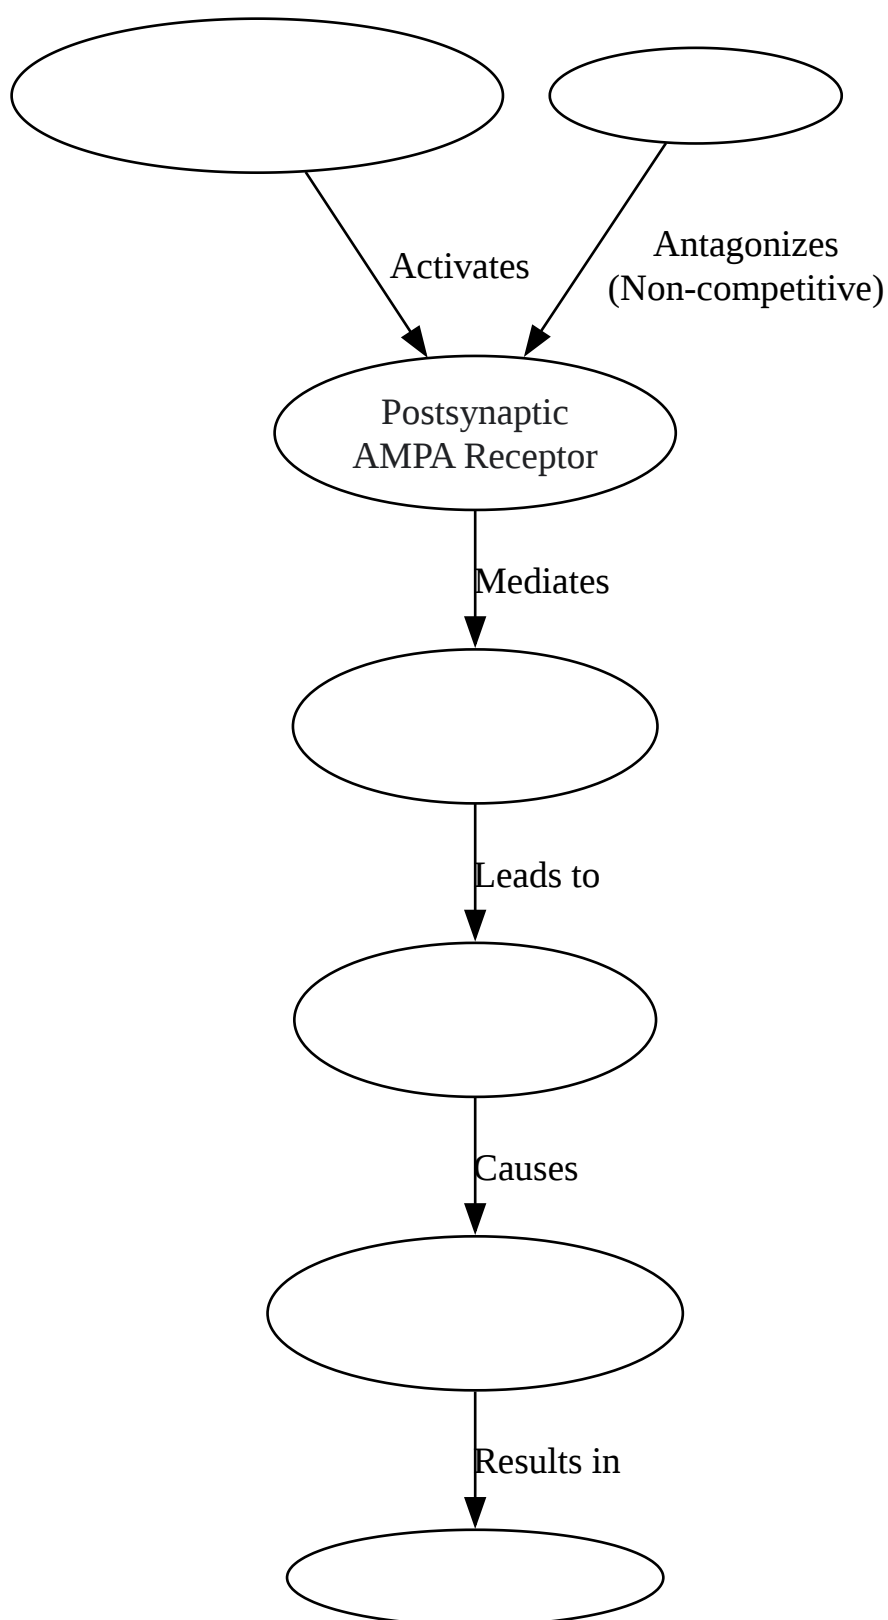 Activates
Antagonizes
(Non-competitive)
Postsynaptic
AMPA Receptor
Mediates
Leads to
Causes
Results in